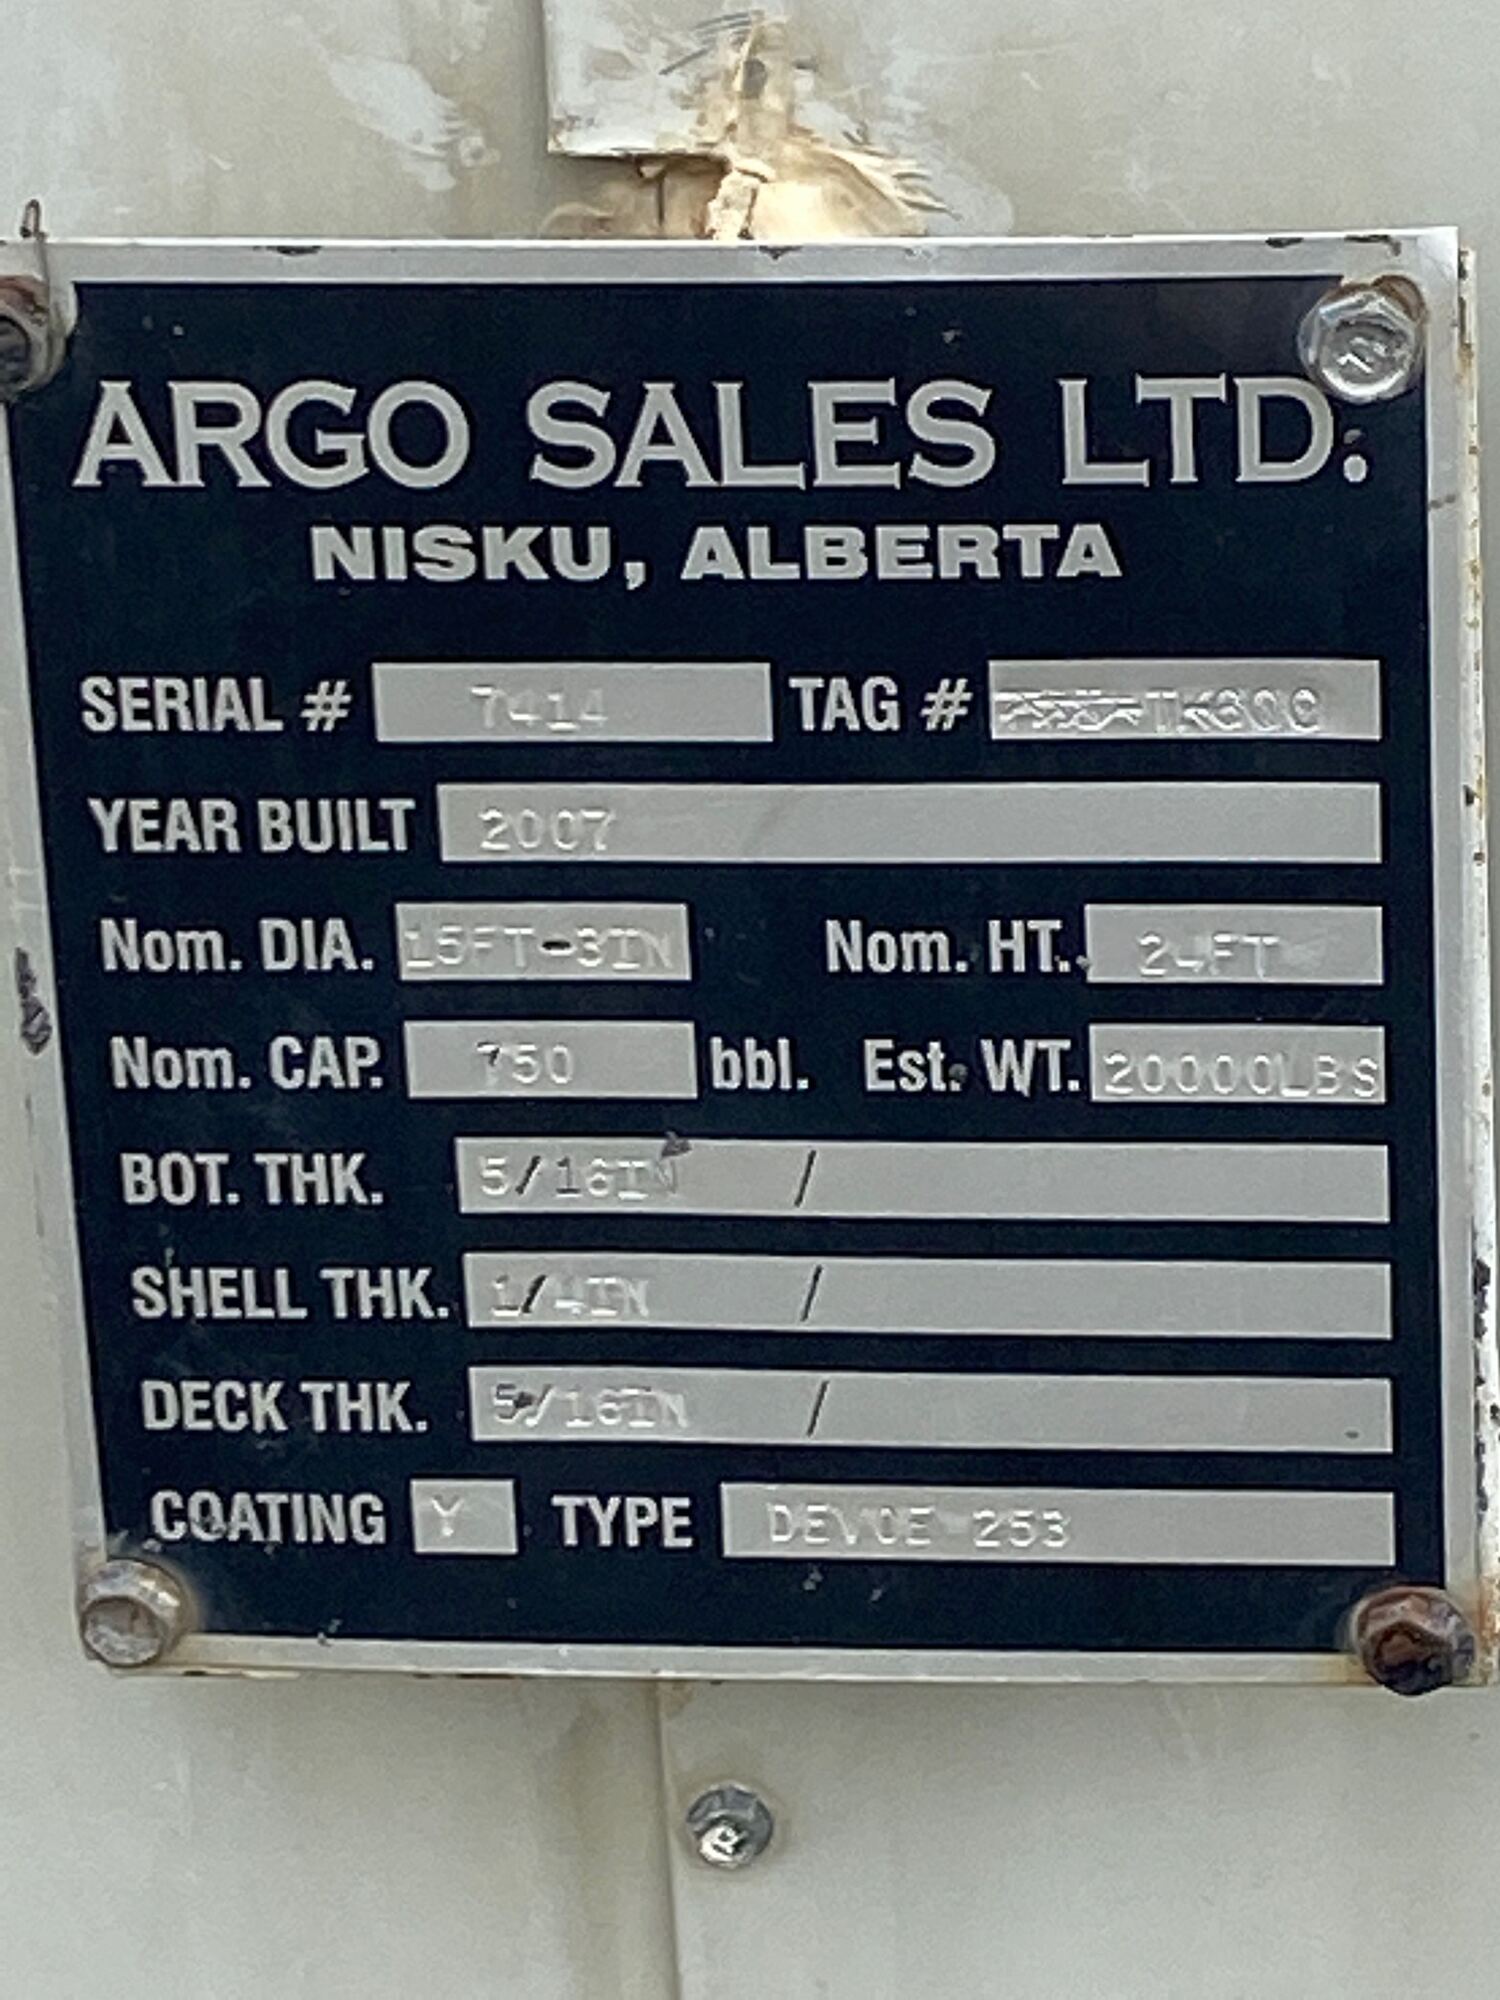 ARGO SALES LTD.
NISKU, ALBERTA
SERIAL # 7414 TAG # TK600
YEAR BUILT 2007
Nom. DIA. 15FT-3IN Nom. HT. 24FT
Nom. CAP. 750 bbl. Est. WT. 20000LBS
BOT. THK. 5/16IN /
SHELL THK. 1/4IN /
DECK THK. 5/16IN /
COATING Y TYPE DEVOE 253